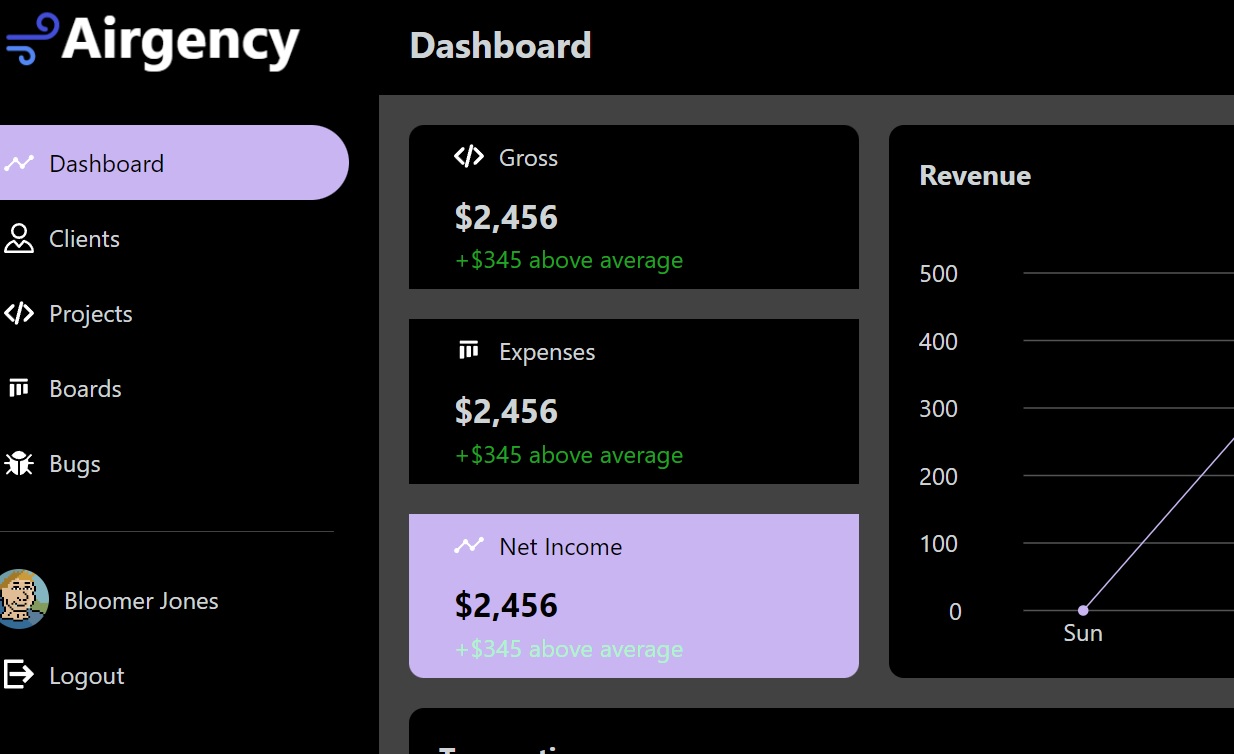 Airgency
Dashboard
Dashboard
Clients
Projects
Boards
Bugs
Bloomer Jones
Logout
Gross
$2,456
+$345 above average
Expenses
$2,456
+$345 above average
Net Income
$2,456
+$345 above average
Revenue
500
400
300
200
100
0
Sun